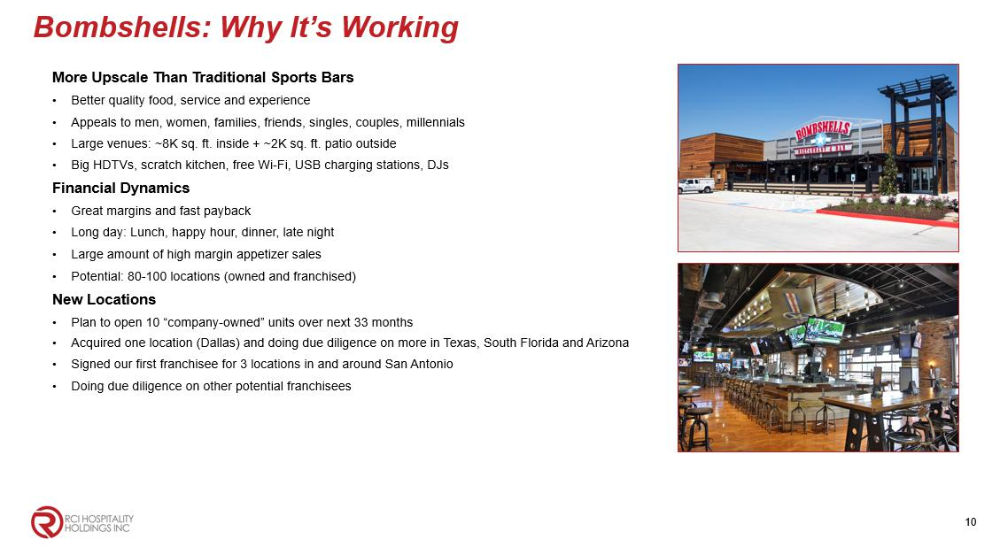 Bombshells: Why It’s Working
More Upscale Than Traditional Sports Bars
• Better quality food, service and experience
• Appeals to men, women, families, friends, singles, couples, millennials
• Large venues: ~8K sq. ft. inside + ~2K sq. ft. patio outside
• Big HDTVs, scratch kitchen, free Wi-Fi, USB charging stations, DJs
Financial Dynamics
• Great margins and fast payback
• Long day: Lunch, happy hour, dinner, late night
• Large amount of high margin appetizer sales
• Potential: 80-100 locations (owned and franchised)
New Locations
• Plan to open 10 “company-owned” units over next 33 months
• Acquired one location (Dallas) and doing due diligence on more in Texas, South Florida and Arizona
• Signed our first franchisee for 3 locations in and around San Antonio
• Doing due diligence on other potential franchisees
BOMBSHELLS
RESTAURANT & BAR
RCI HOSPITALITY
HOLDINGS INC
10